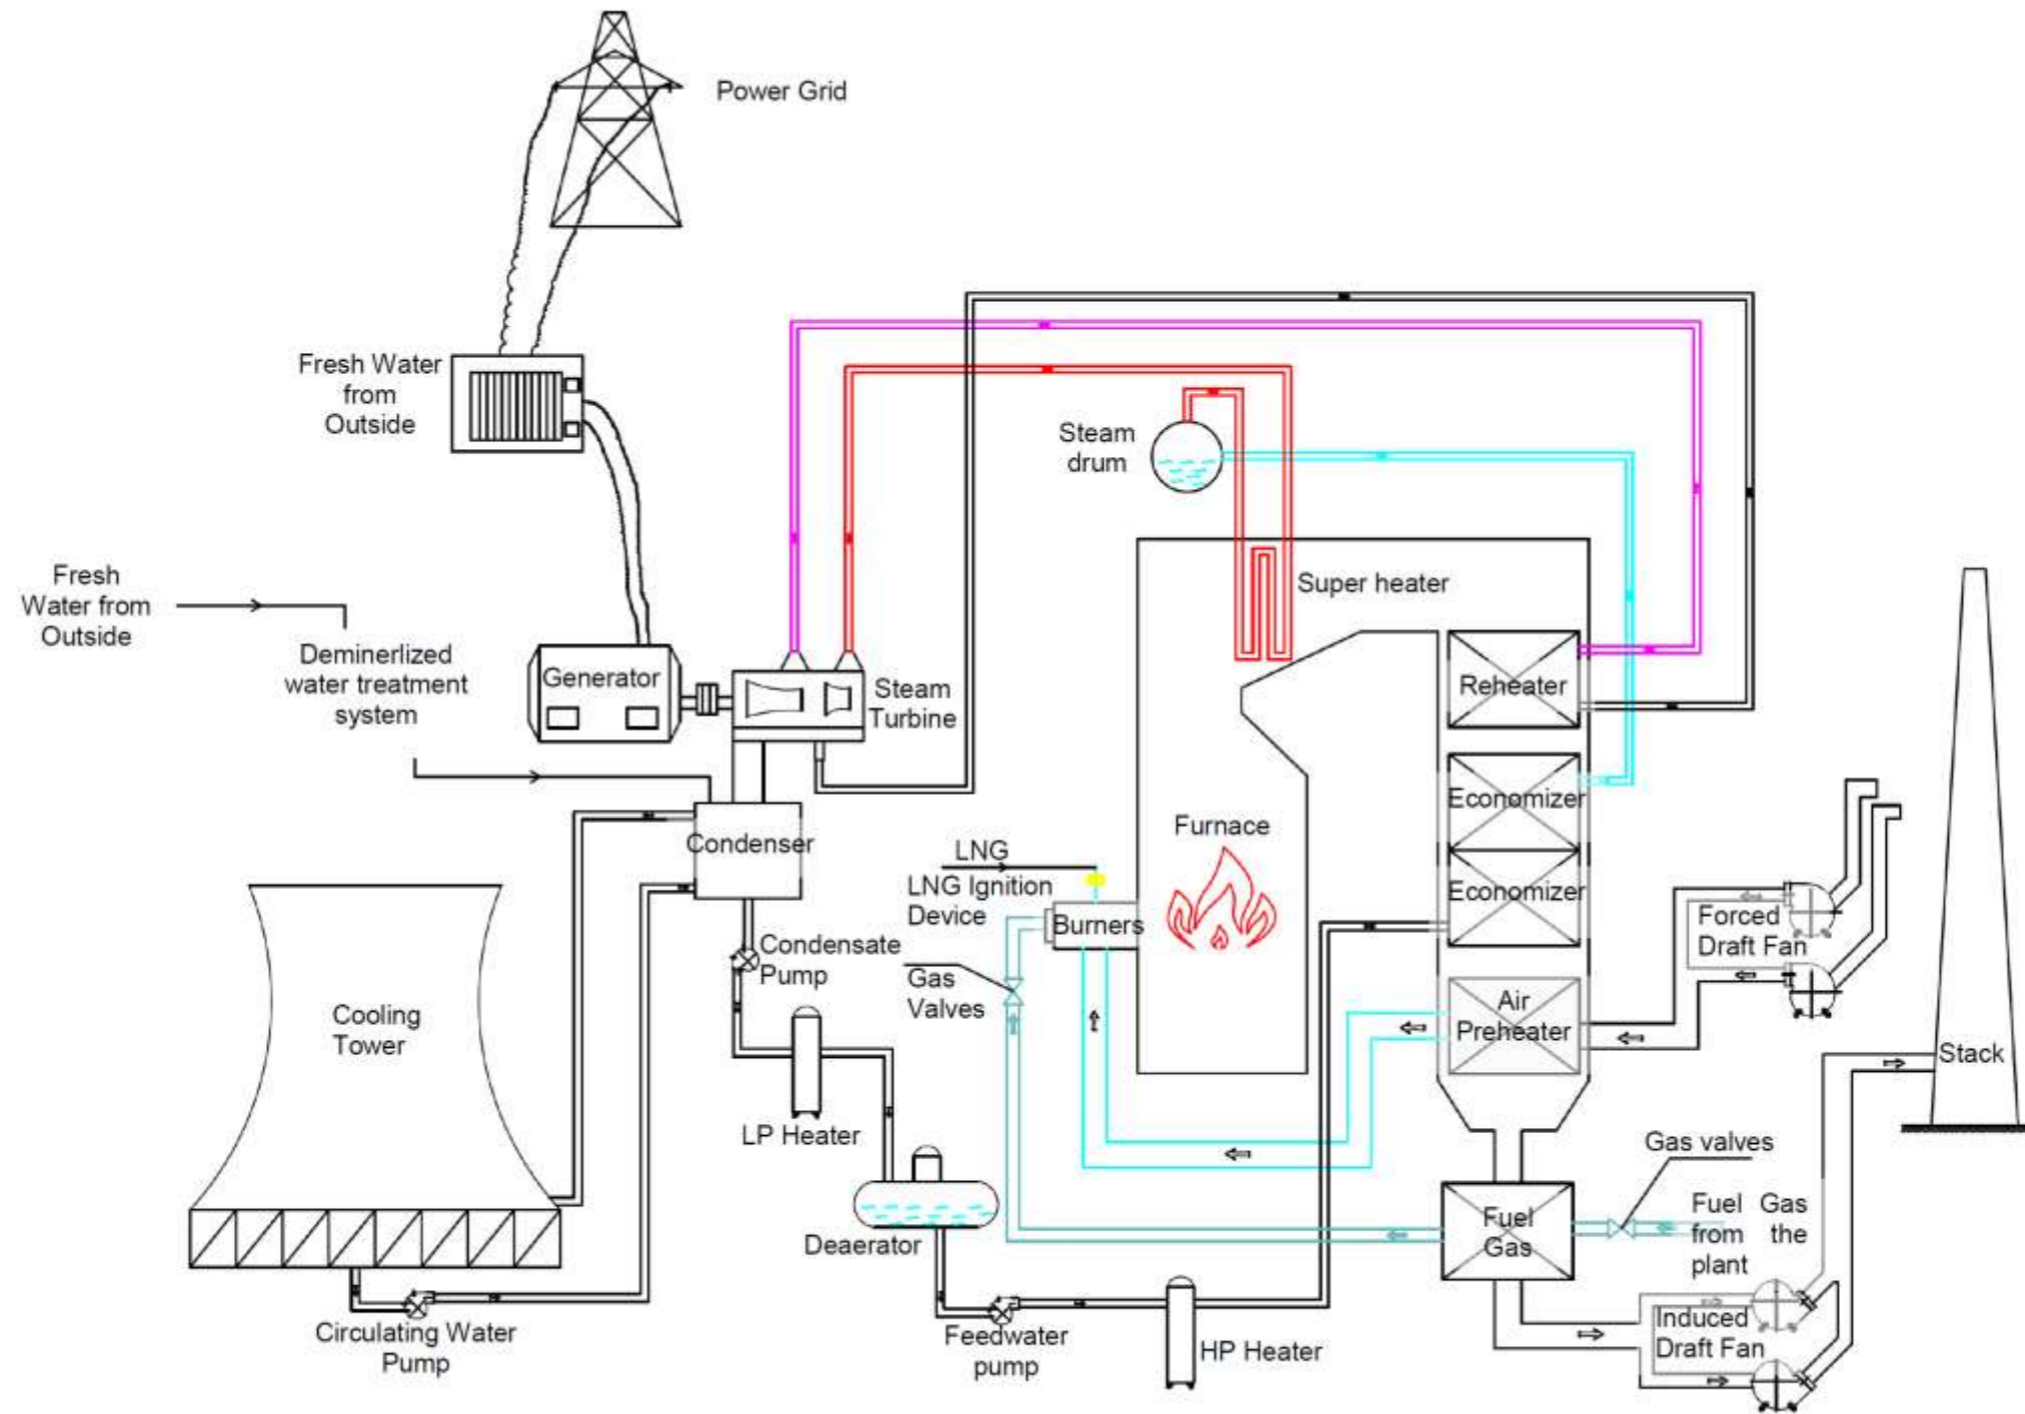 Power Grid
Fresh Water
from
Outside
Steam
drum
Fresh
Water from
Outside
Super heater
Deminerlized
water treatment
system
Generator
Steam
Turbine
Reheater
Economizer
Furnace
Condenser
LNG
LNG Ignition
Device
Burners
Economizer
Forced
Draft Fan
Condensate
Pump
Gas
Valves
Cooling
Tower
Air
Preheater
Stack
LP Heater
Gas valves
Fuel
Gas
Fuel Gas
from the
plant
Deaerator
Circulating Water
Pump
Feedwater
pump
HP Heater
Induced
Draft Fan